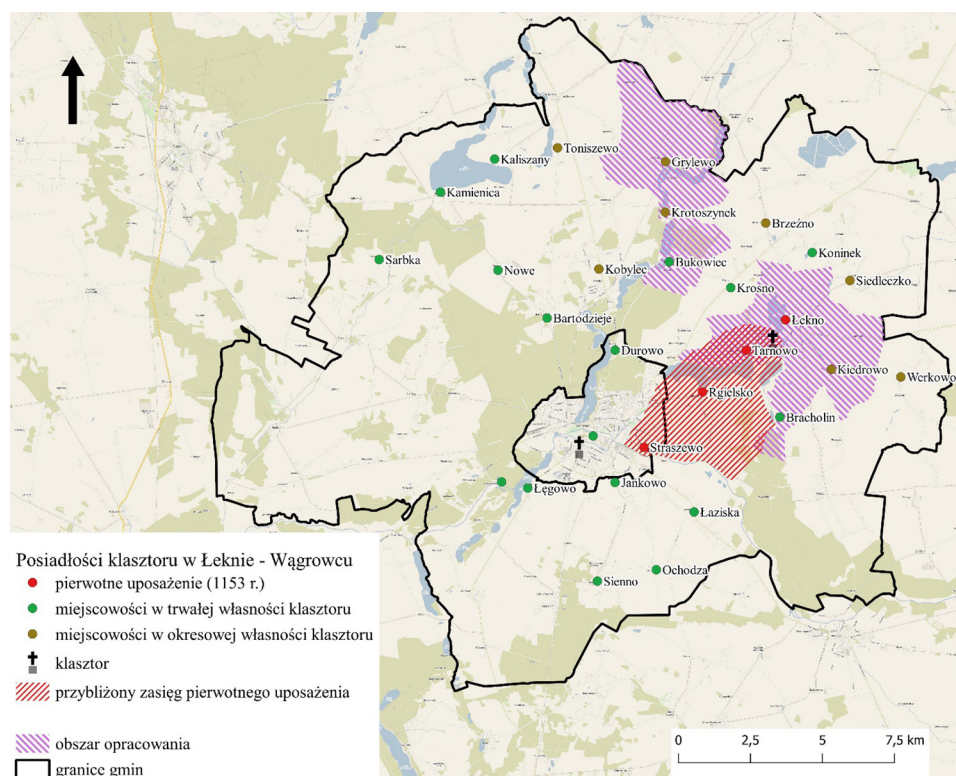 Toniszewo
Kaliszany
Grylewo
Kamienica
Krotoszynek
Brzeźno
Koninek
Sarbka
Nowe
Kobylec
Bukowiec
Siedleczko
Krośno
Bartodzieje
Łekno
Durowo
Tarnowo
Kiedrowo
Werkowo
Rgielsko
Bracholin
Straszewo
Łęgowo
Jankowo
Łaziska
Ochodza
Sienno
Posiadłości klasztoru w Łeknie - Wągrowcu
pierwotne uposażenie (1153 r.)
miejscowości w trwałej własności klasztoru
miejscowości w okresowej własności klasztoru
klasztor
przybliżony zasięg pierwotnego uposażenia
obszar opracowania
granice gmin
0 2,5 5 7,5 km